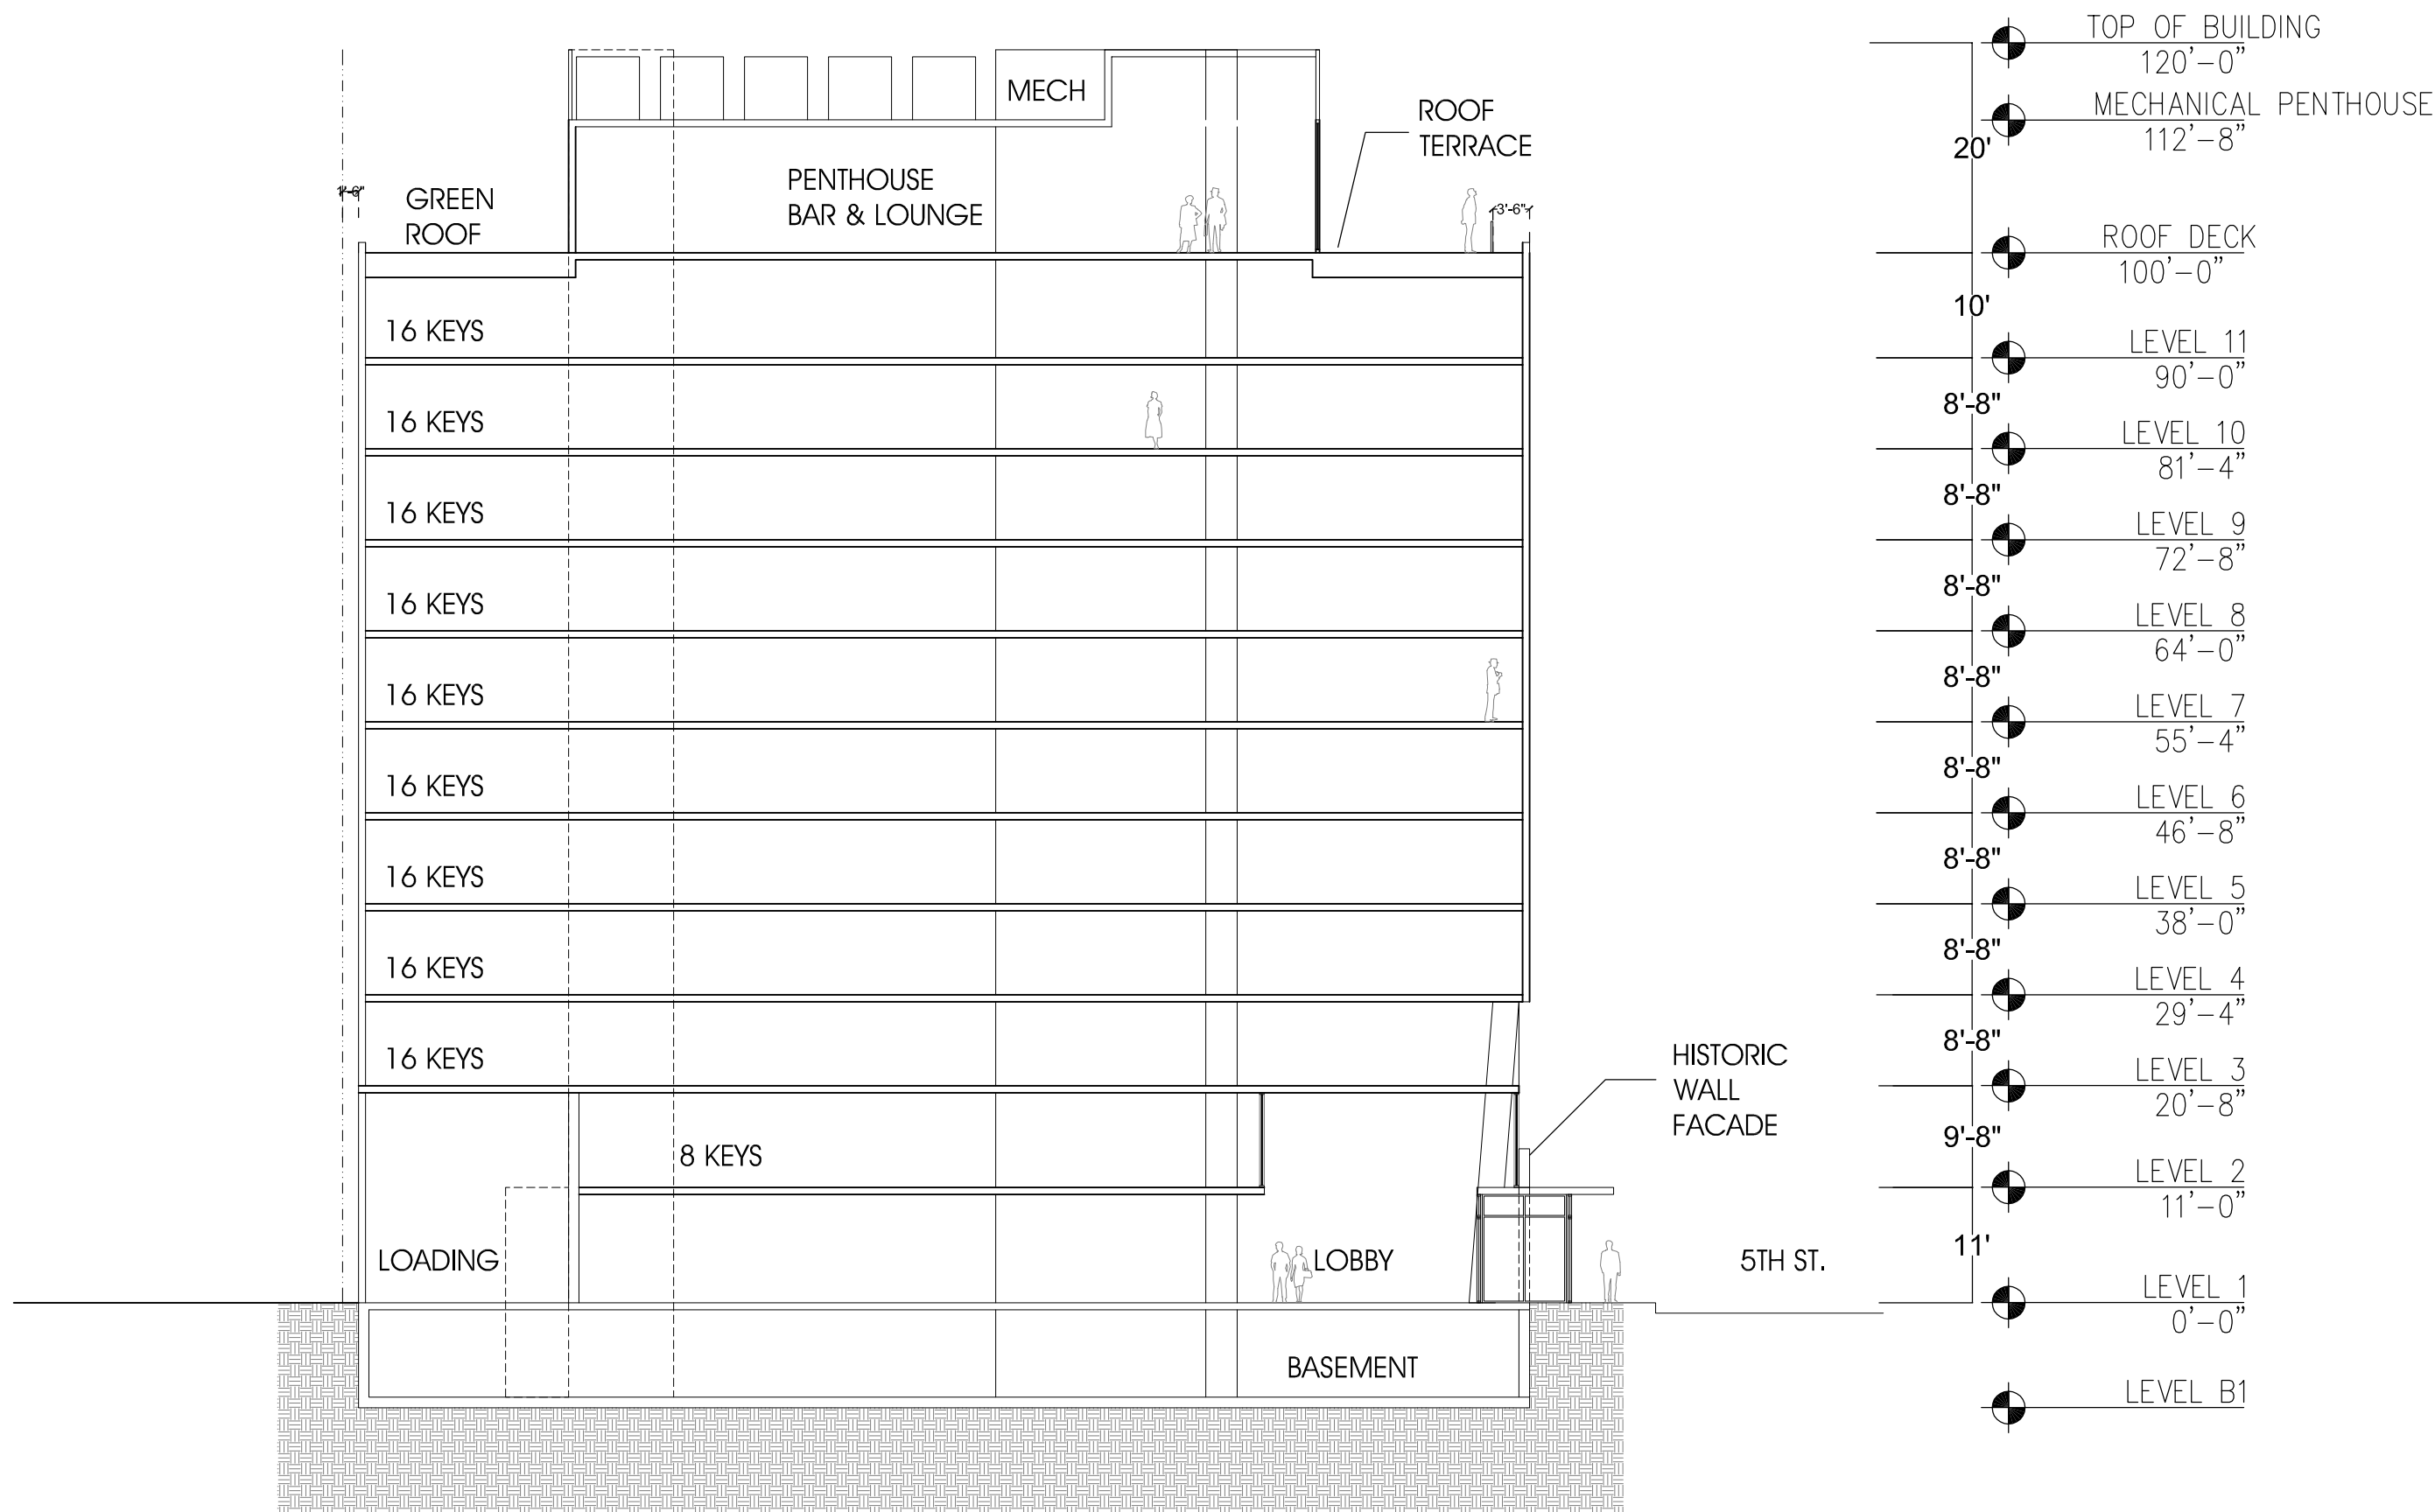 TOP OF BUILDING
120'-0"
MECHANICAL PENTHOUSE
112'-8"
MECH
ROOF
TERRACE
20'
PENTHOUSE
BAR & LOUNGE
1'-6"
GREEN
ROOF
3'-6"
ROOF DECK
100'-0"
10'
16 KEYS
LEVEL 11
90'-0"
8'-8"
16 KEYS
LEVEL 10
81'-4"
8'-8"
16 KEYS
LEVEL 9
72'-8"
8'-8"
16 KEYS
LEVEL 8
64'-0"
8'-8"
16 KEYS
LEVEL 7
55'-4"
8'-8"
16 KEYS
LEVEL 6
46'-8"
8'-8"
16 KEYS
LEVEL 5
38'-0"
8'-8"
16 KEYS
LEVEL 4
29'-4"
8'-8"
16 KEYS
HISTORIC
WALL
FACADE
LEVEL 3
20'-8"
9'-8"
8 KEYS
LEVEL 2
11'-0"
11'
LOADING
LOBBY
5TH ST.
LEVEL 1
0'-0"
BASEMENT
LEVEL B1